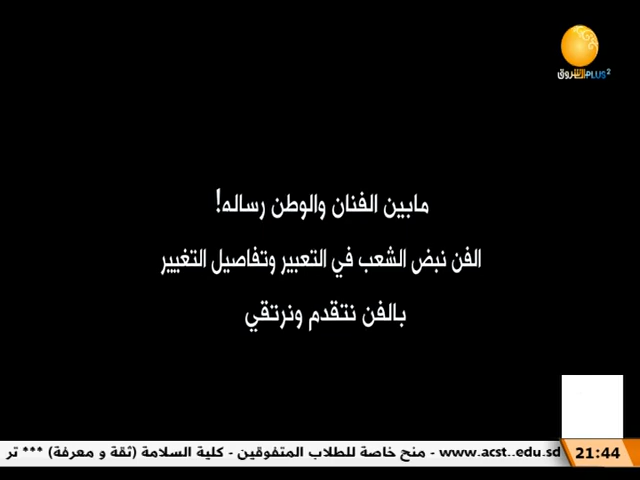 الشروق PLUS²
مابين الفنان والوطن رساله!
الفن نبض الشعب في التعبير وتفاصيل التغيير
بالفن نتقدم ونرتقي
21:44 www.acst..edu.sd - منح خاصة للطلاب المتفوقين - كلية السلامة (ثقة و معرفة) *** تر